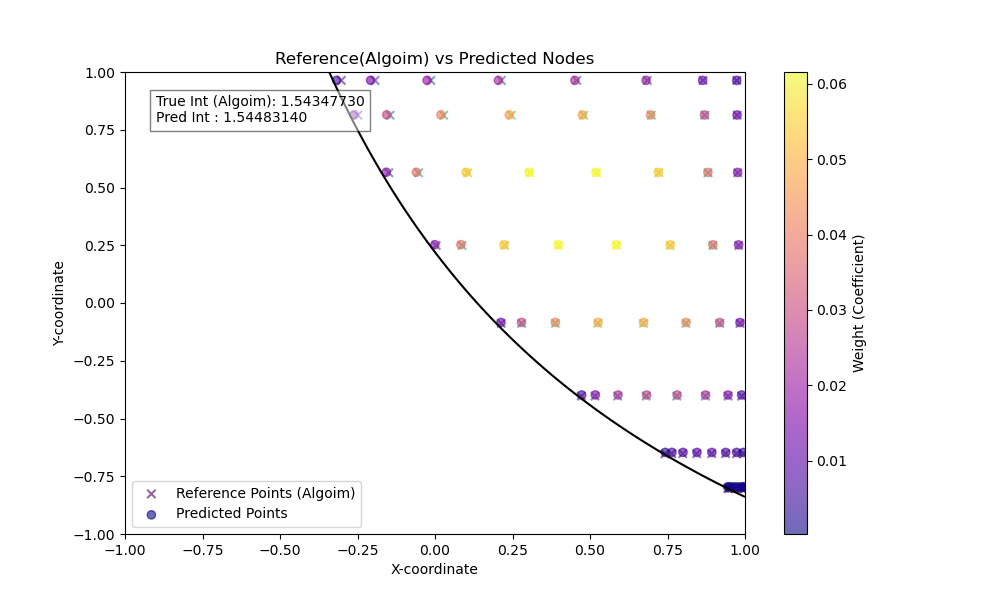 Reference(Algoim) vs Predicted Nodes
True Int (Algoim): 1.54347730
Pred Int : 1.54483140
1.00
0.75
0.50
0.25
0.00
−0.25
−0.50
−0.75
−1.00
Y-coordinate
Reference Points (Algoim)
Predicted Points
−1.00 −0.75 −0.50 −0.25 0.00 0.25 0.50 0.75 1.00
X-coordinate
0.06
0.05
0.04
0.03
0.02
0.01
Weight (Coefficient)